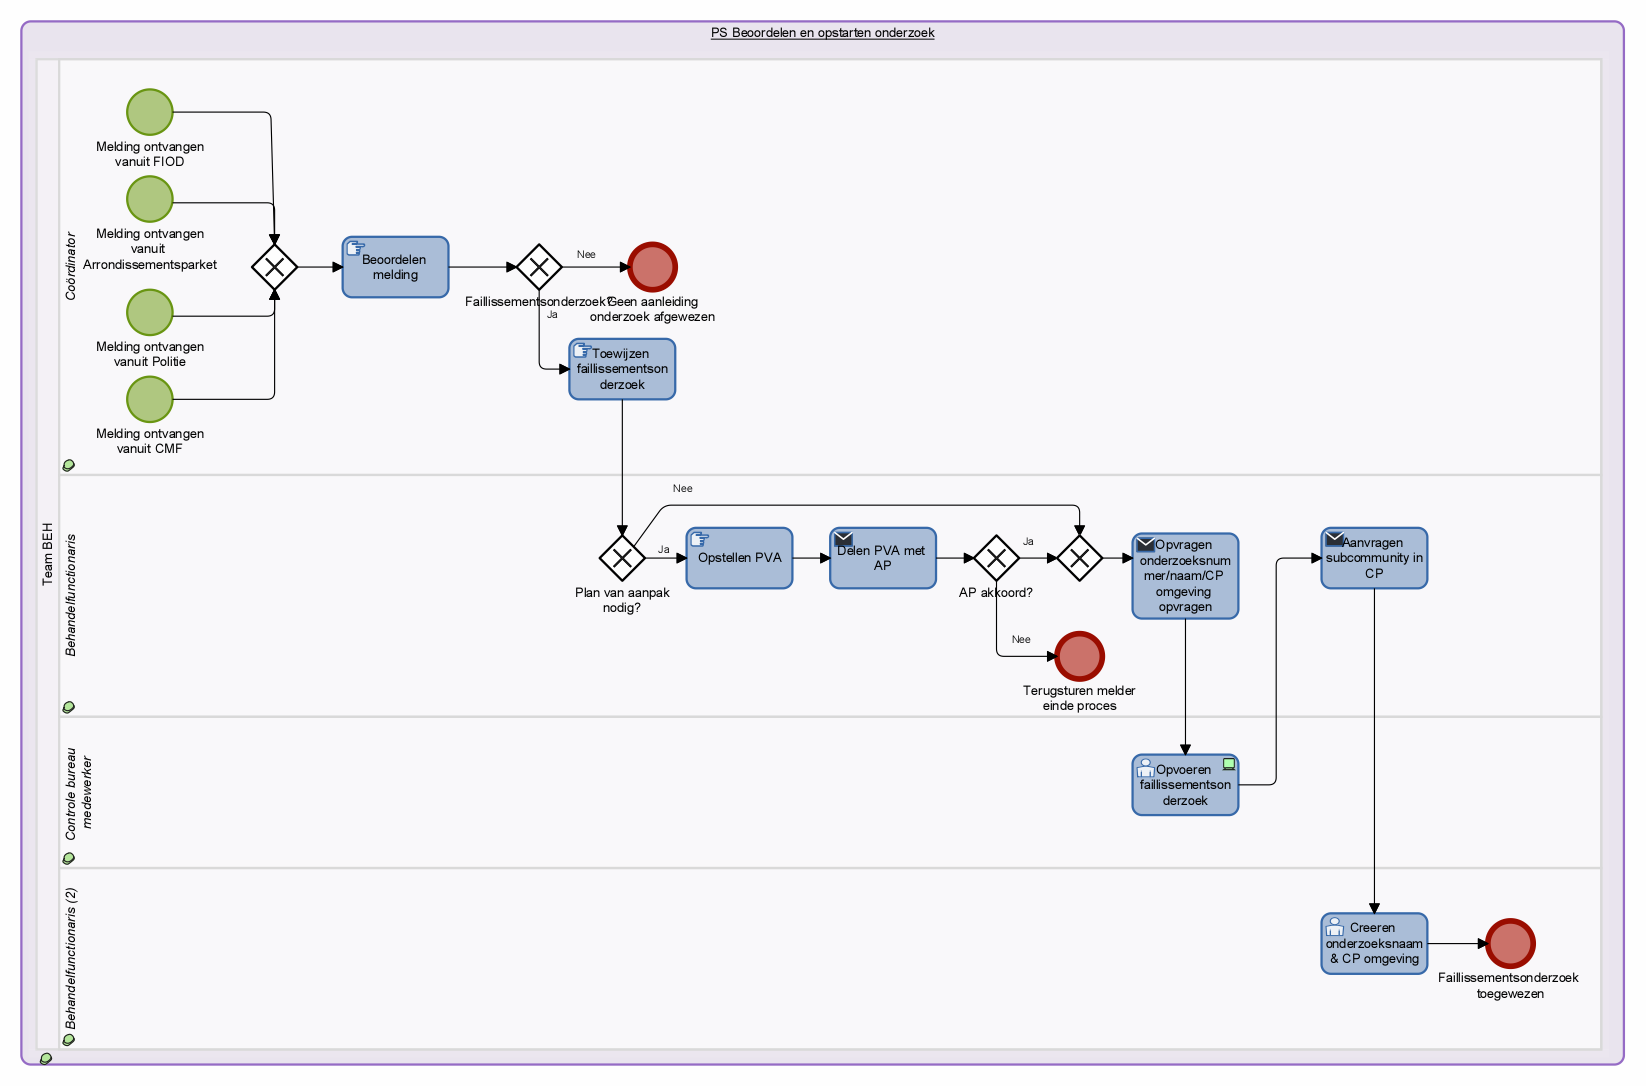 PS Beoordelen en opstarten onderzoek
Team BEH
Coördinator
Melding ontvangen
vanuit FIOD
Melding ontvangen
vanuit
Arrondissementsparket
Melding ontvangen
vanuit Politie
Melding ontvangen
vanuit CMF
Beoordelen
melding
Faillissementsonderzoek?
Nee
Geen aanleiding
onderzoek afgewezen
Ja
Toewijzen
faillissementson
derzoek
Behandelfunctionaris
Nee
Plan van aanpak
nodig?
Ja
Opstellen PVA
Delen PVA met
AP
AP akkoord?
Ja
Nee
Terugsturen melder
einde proces
Opvragen
onderzoeksnum
mer/naam/CP
omgeving
opvragen
Aanvragen
subcommunity in
CP
Controle bureau
medewerker
Opvoeren
faillissementson
derzoek
Behandelfunctionaris (2)
Creeren
onderzoeksnaam
& CP omgeving
Faillissementsonderzoek
toegewezen